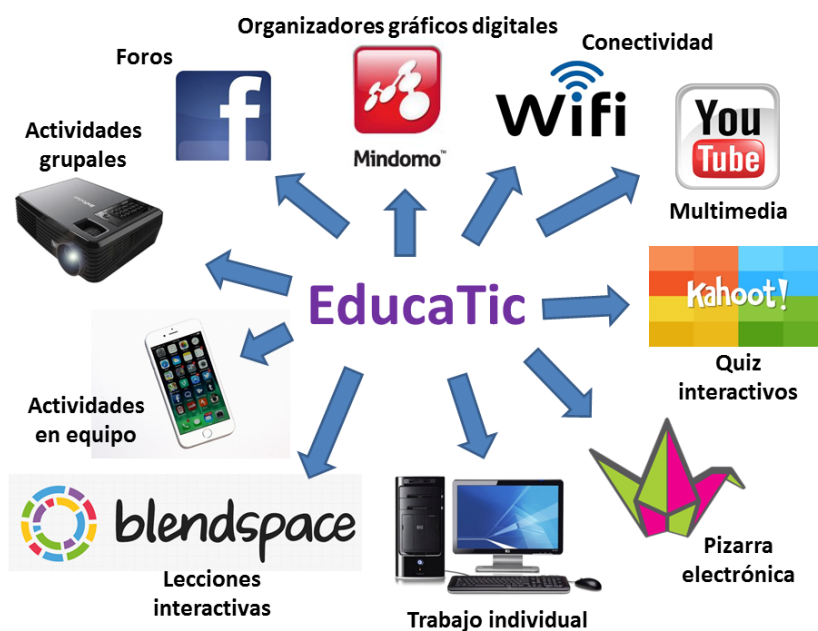 Organizadores gráficos digitales
Foros
Conectividad
f
Wifi
You
Tube
Mindomo™
Actividades
grupales
Multimedia
Kahoot!
EducaTic
Quiz
interactivos
Actividades
en equipo
blendspace
Pizarra
electrónica
Lecciones
interactivas
Trabajo individual